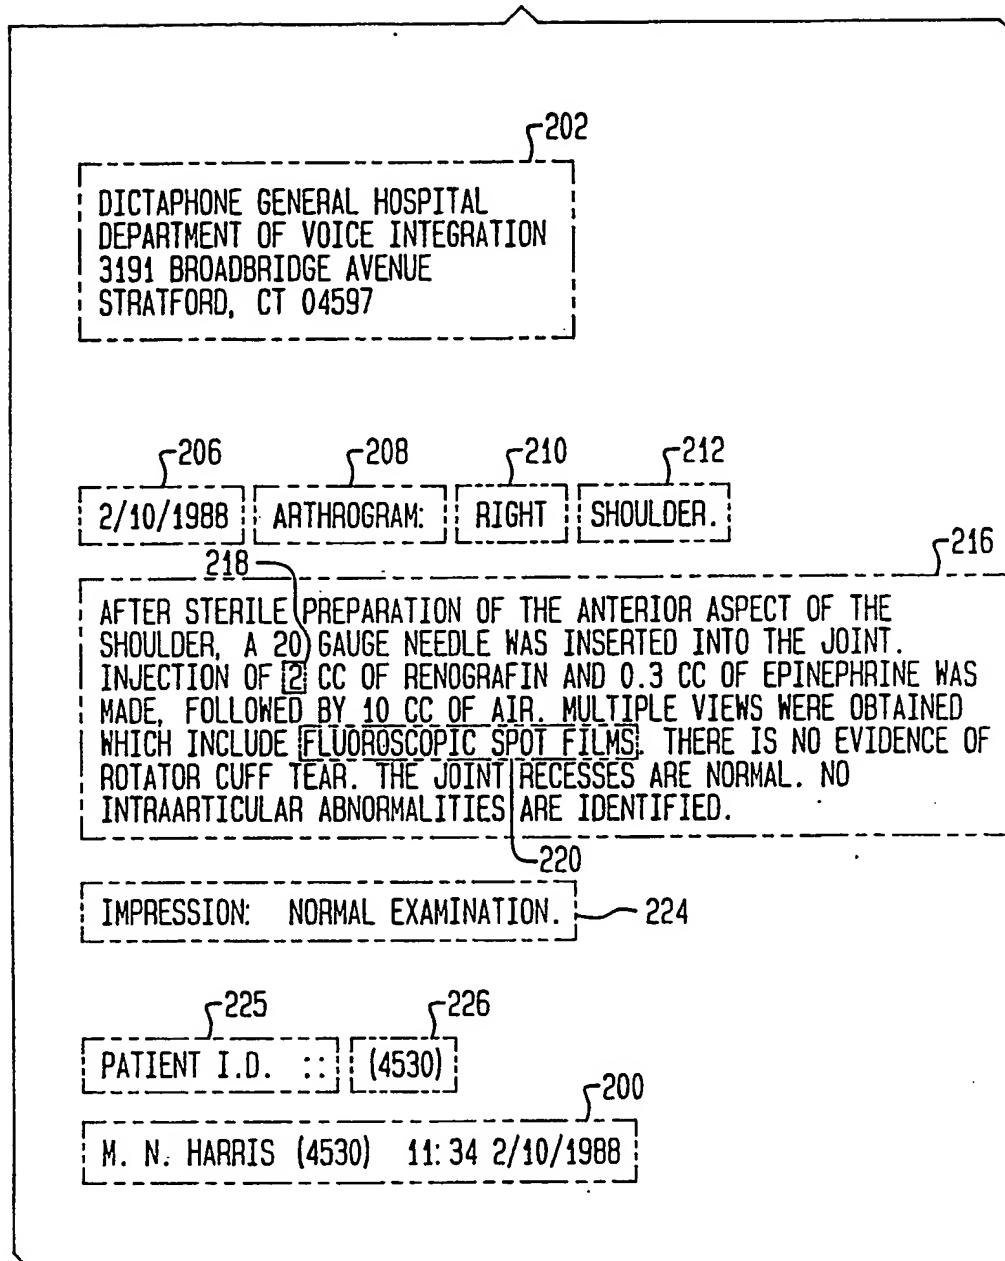 202
DICTAPHONE GENERAL HOSPITAL
DEPARTMENT OF VOICE INTEGRATION
3191 BROADBRIDGE AVENUE
STRATFORD, CT 04597
206 208 210 212
2/10/1988 ARTHROGRAM: RIGHT SHOULDER.
218 216
AFTER STERILE PREPARATION OF THE ANTERIOR ASPECT OF THE
SHOULDER, A 20 GAUGE NEEDLE WAS INSERTED INTO THE JOINT.
INJECTION OF 2 CC OF RENOGRAFIN AND 0.3 CC OF EPINEPHRINE WAS
MADE, FOLLOWED BY 10 CC OF AIR. MULTIPLE VIEWS WERE OBTAINED
WHICH INCLUDE FLUOROSCOPIC SPOT FILMS. THERE IS NO EVIDENCE OF
ROTATOR CUFF TEAR. THE JOINT RECESSES ARE NORMAL. NO
INTRAARTICULAR ABNORMALITIES ARE IDENTIFIED.
220
IMPRESSION: NORMAL EXAMINATION. 224
225 226
PATIENT I.D. :: (4530)
200
M. N. HARRIS (4530) 11:34 2/10/1988